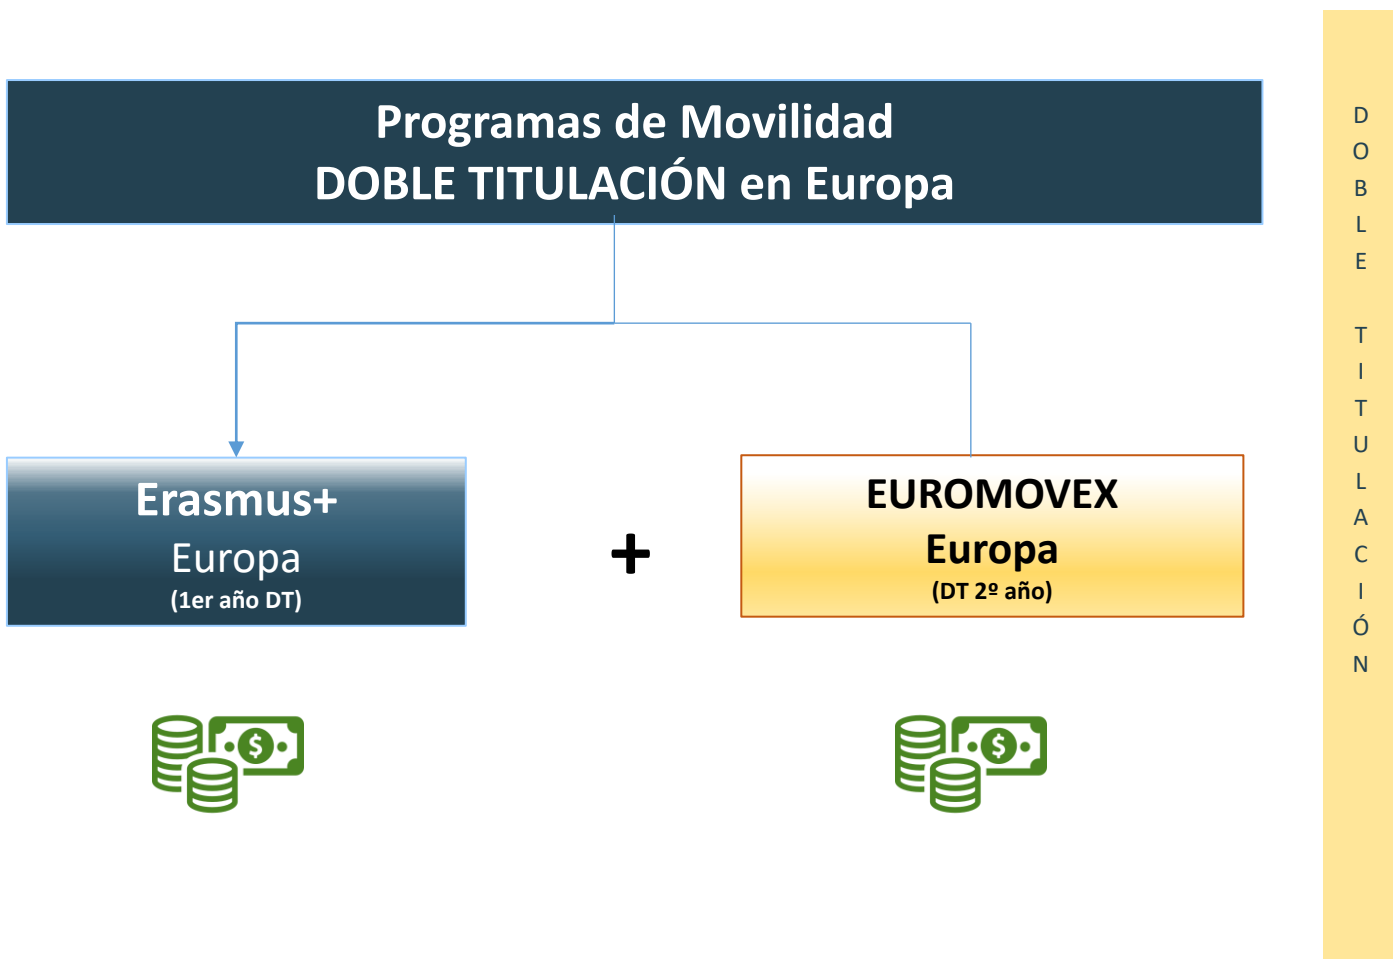 Programas de Movilidad
DOBLE TITULACIÓN en Europa
Erasmus+
Europa
(1er año DT)
+
EUROMOVEX
Europa
(DT 2º año)
D
O
B
L
E
T
I
T
U
L
A
C
I
Ó
N